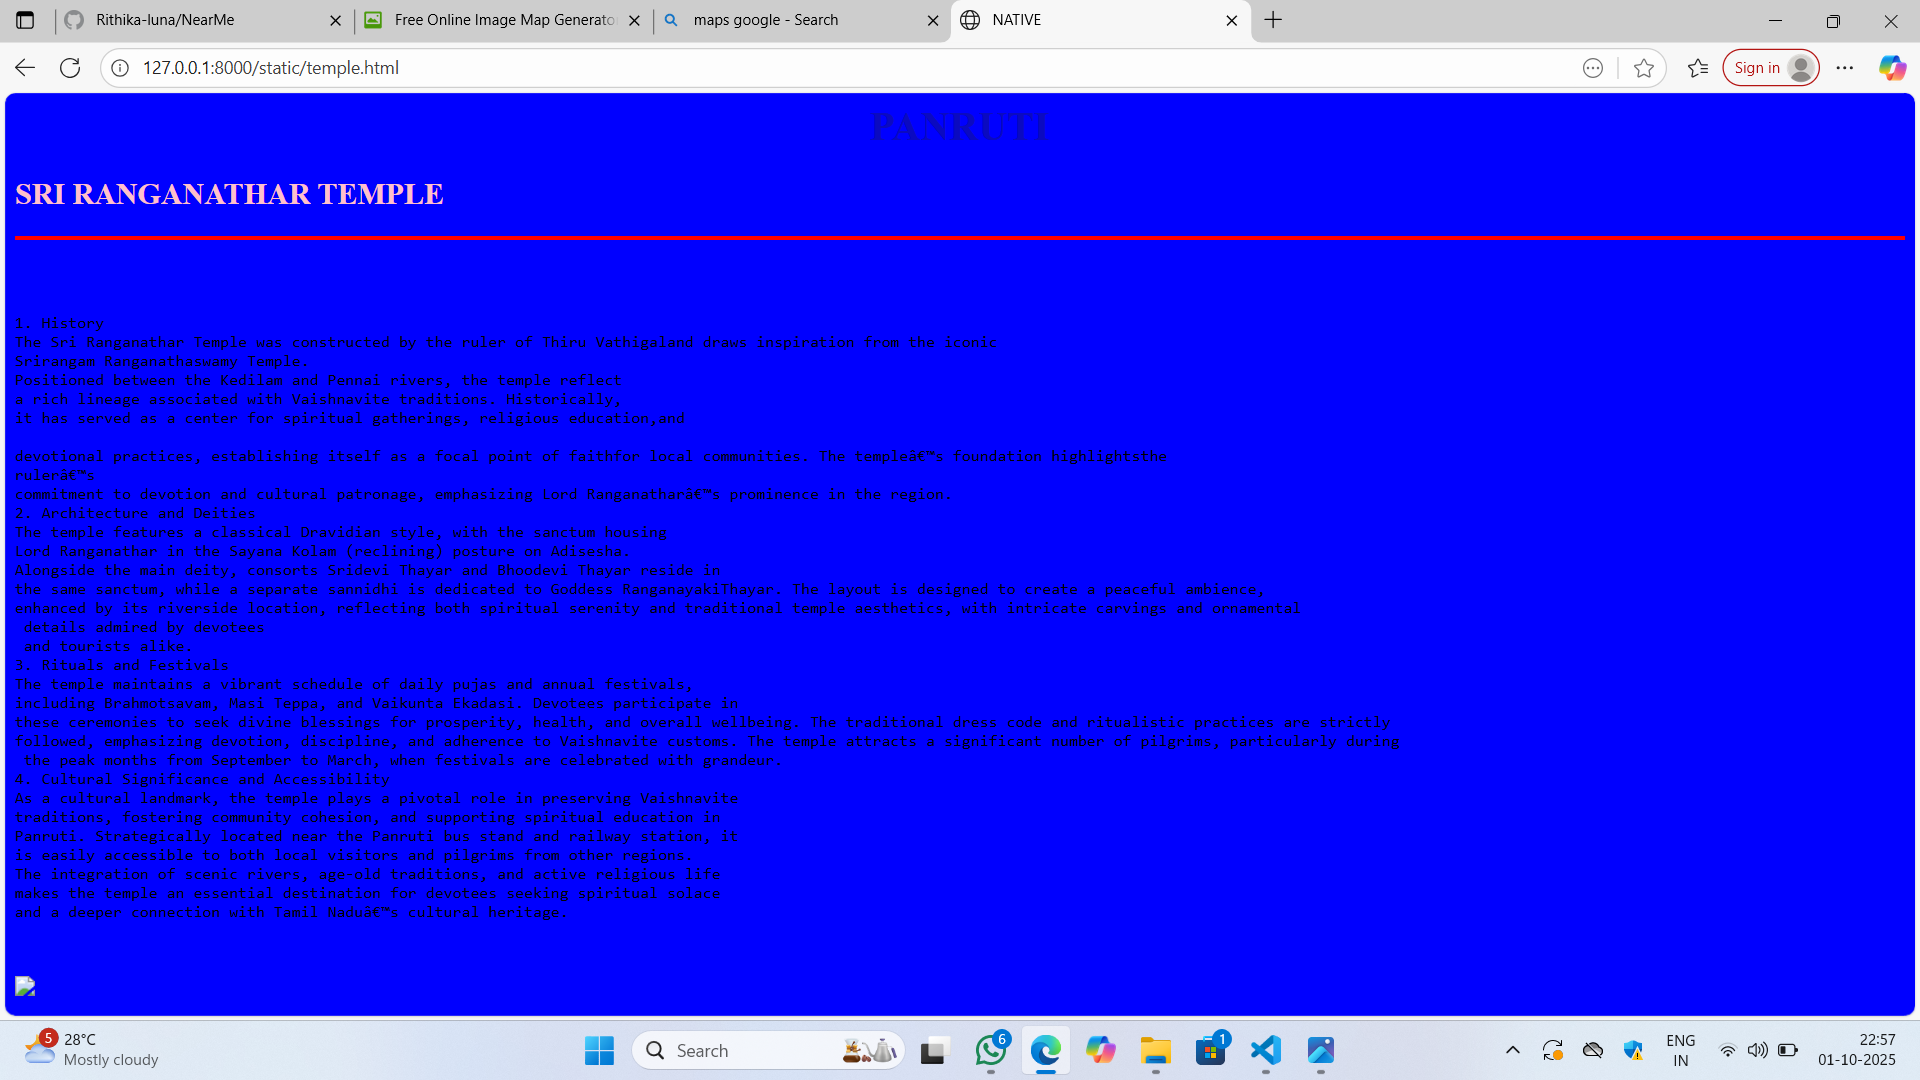 Rithika-luna/NearMe
Free Online Image Map Generato
maps google - Search
NATIVE
127.0.0.1:8000/static/temple.html
Sign in
PANRUTI
SRI RANGANATHAR TEMPLE
1. History
The Sri Ranganathar Temple was constructed by the ruler of Thiru Vathigaland draws inspiration from the iconic
Srirangam Ranganathaswamy Temple.
Positioned between the Kedilam and Pennai rivers, the temple reflect
a rich lineage associated with Vaishnavite traditions. Historically,
it has served as a center for spiritual gatherings, religious education,and
devotional practices, establishing itself as a focal point of faithfor local communities. The templeâ€™s foundation highlightsthe
rulerâ€™s
commitment to devotion and cultural patronage, emphasizing Lord Ranganatharâ€™s prominence in the region.
2. Architecture and Deities
The temple features a classical Dravidian style, with the sanctum housing
Lord Ranganathar in the Sayana Kolam (reclining) posture on Adisesha.
Alongside the main deity, consorts Sridevi Thayar and Bhoodevi Thayar reside in
the same sanctum, while a separate sannidhi is dedicated to Goddess RanganayakiThayar. The layout is designed to create a peaceful ambience,
enhanced by its riverside location, reflecting both spiritual serenity and traditional temple aesthetics, with intricate carvings and ornamental
details admired by devotees
and tourists alike.
3. Rituals and Festivals
The temple maintains a vibrant schedule of daily pujas and annual festivals,
including Brahmotsavam, Masi Teppa, and Vaikunta Ekadasi. Devotees participate in
these ceremonies to seek divine blessings for prosperity, health, and overall wellbeing. The traditional dress code and ritualistic practices are strictly
followed, emphasizing devotion, discipline, and adherence to Vaishnavite customs. The temple attracts a significant number of pilgrims, particularly during
the peak months from September to March, when festivals are celebrated with grandeur.
4. Cultural Significance and Accessibility
As a cultural landmark, the temple plays a pivotal role in preserving Vaishnavite
traditions, fostering community cohesion, and supporting spiritual education in
Panruti. Strategically located near the Panruti bus stand and railway station, it
is easily accessible to both local visitors and pilgrims from other regions.
The integration of scenic rivers, age-old traditions, and active religious life
makes the temple an essential destination for devotees seeking spiritual solace
and a deeper connection with Tamil Naduâ€™s cultural heritage.
5
28°C
Mostly cloudy
Search
6
1
ENG
IN
22:57
01-10-2025